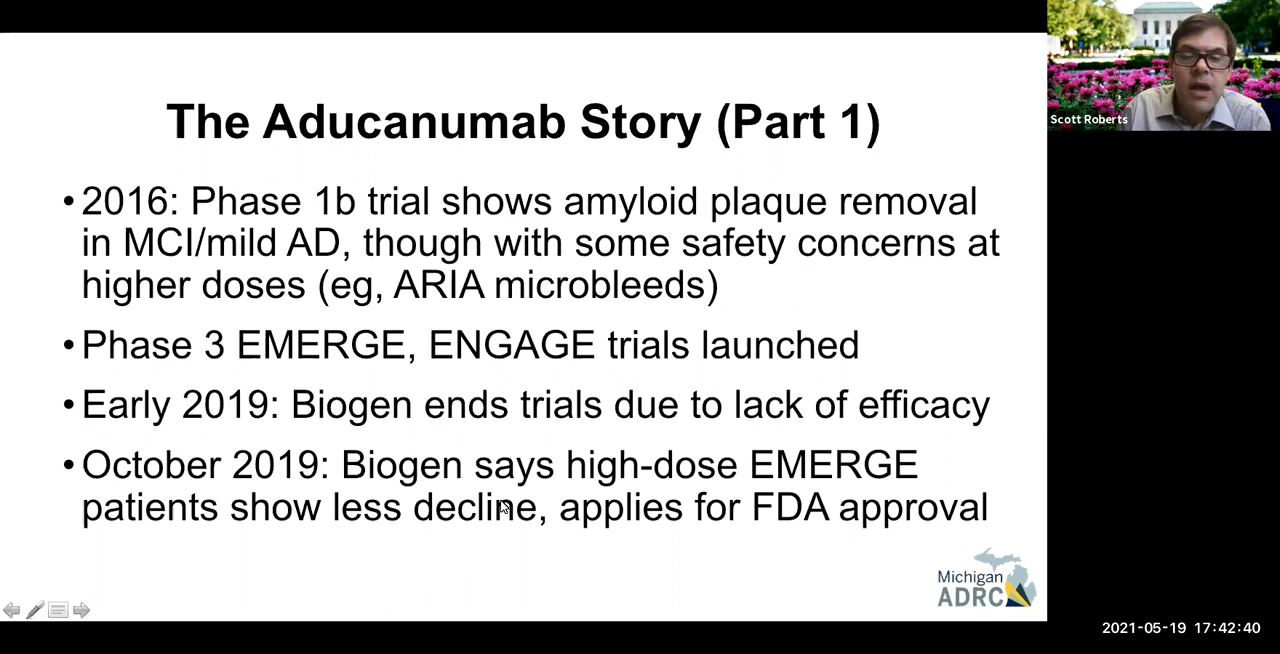 The Aducanumab Story (Part 1)
• 2016: Phase 1b trial shows amyloid plaque removal
in MCI/mild AD, though with some safety concerns at
higher doses (eg, ARIA microbleeds)
• Phase 3 EMERGE, ENGAGE trials launched
• Early 2019: Biogen ends trials due to lack of efficacy
• October 2019: Biogen says high-dose EMERGE
patients show less decline, applies for FDA approval
Michigan
ADRC
Scott Roberts
2021-05-19 17:42:40